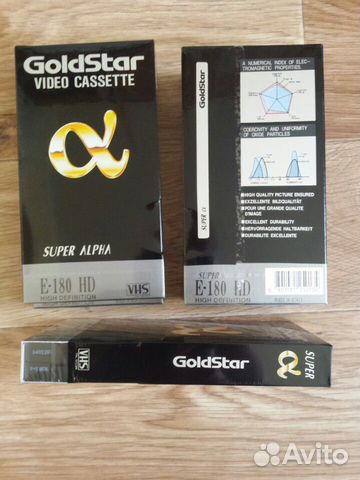 GoldStar
VIDEO CASSETTE
α
SUPER ALPHA
E-180 HD
HIGH DEFINITION
VHS
GoldStar
SUPER α
A NUMERICAL INDEX OF ELEC-
TROMAGNETIC PROPERTIES.
COERCIVITY AND UNIFORMITY
OF OXIDE PARTICLES
HIGH QUALITY PICTURE ENSURED
EXZELLENTE BILDQUALITÄT
POUR UNE GRANDE QUALITE
D'IMAGE
EXCELLENT DURABILITY
HERVORRAGENDE HALTBARKEIT
DURABILITE EXCELLENTE
SUPER
E-180 HD
HIGH DEFINITION
VHS
GoldStar
α
SUPER
Avito